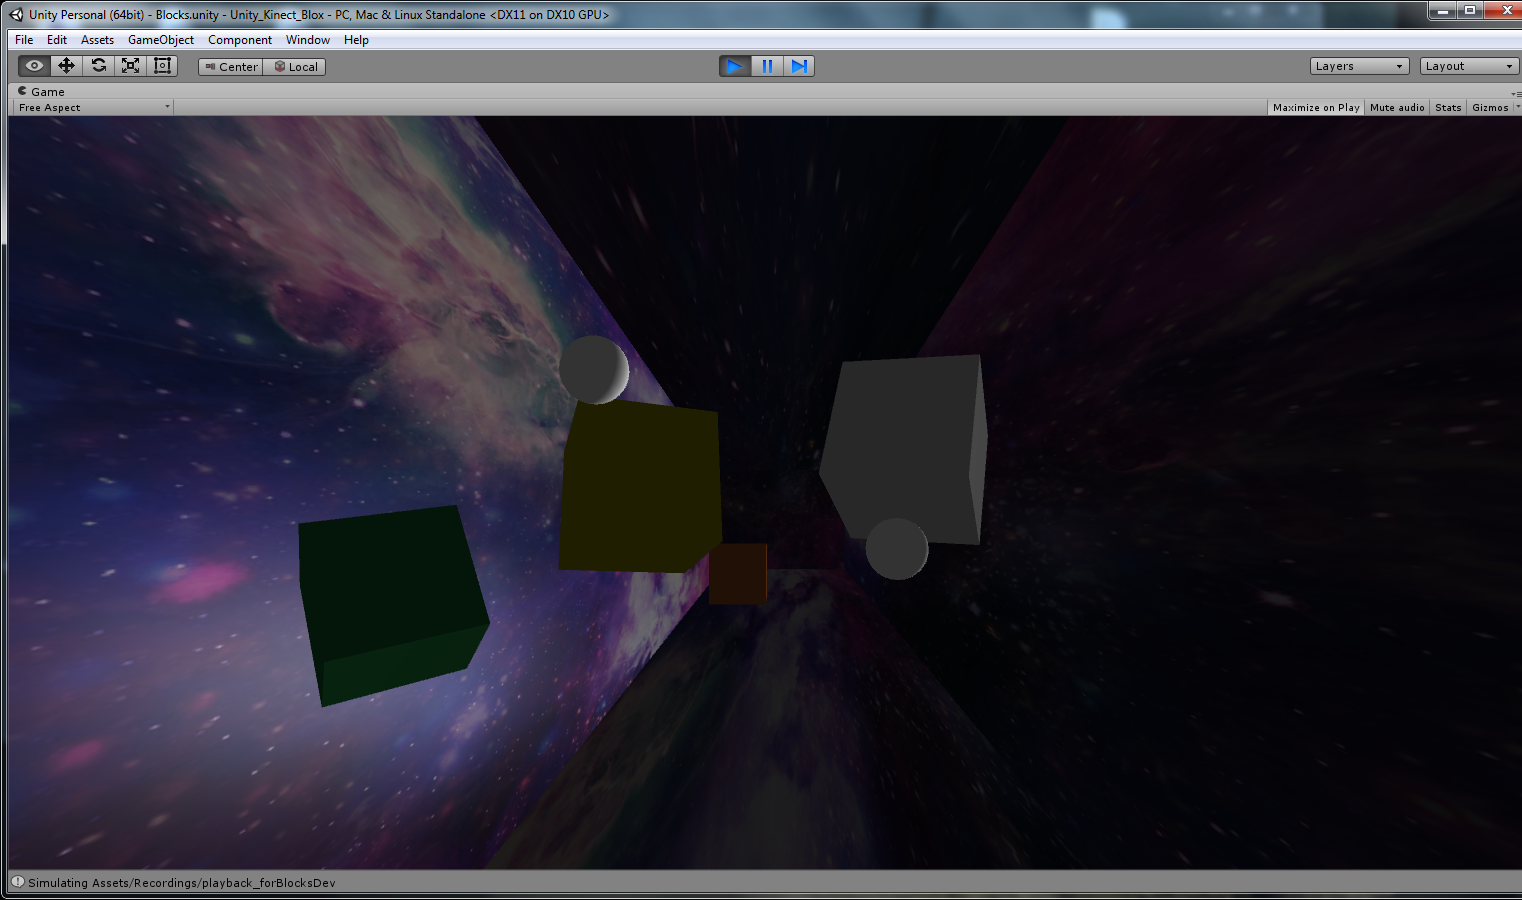 Unity Personal (64bit) - Blocks.unity - Unity_Kinect_Blox - PC, Mac & Linux Standalone <DX11 on DX10 GPU>
File Edit Assets GameObject Component Window Help
Center Local Layers Layout
Game
Free Aspect Maximize on Play Mute audio Stats Gizmos
Simulating Assets/Recordings/playback_forBlocksDev